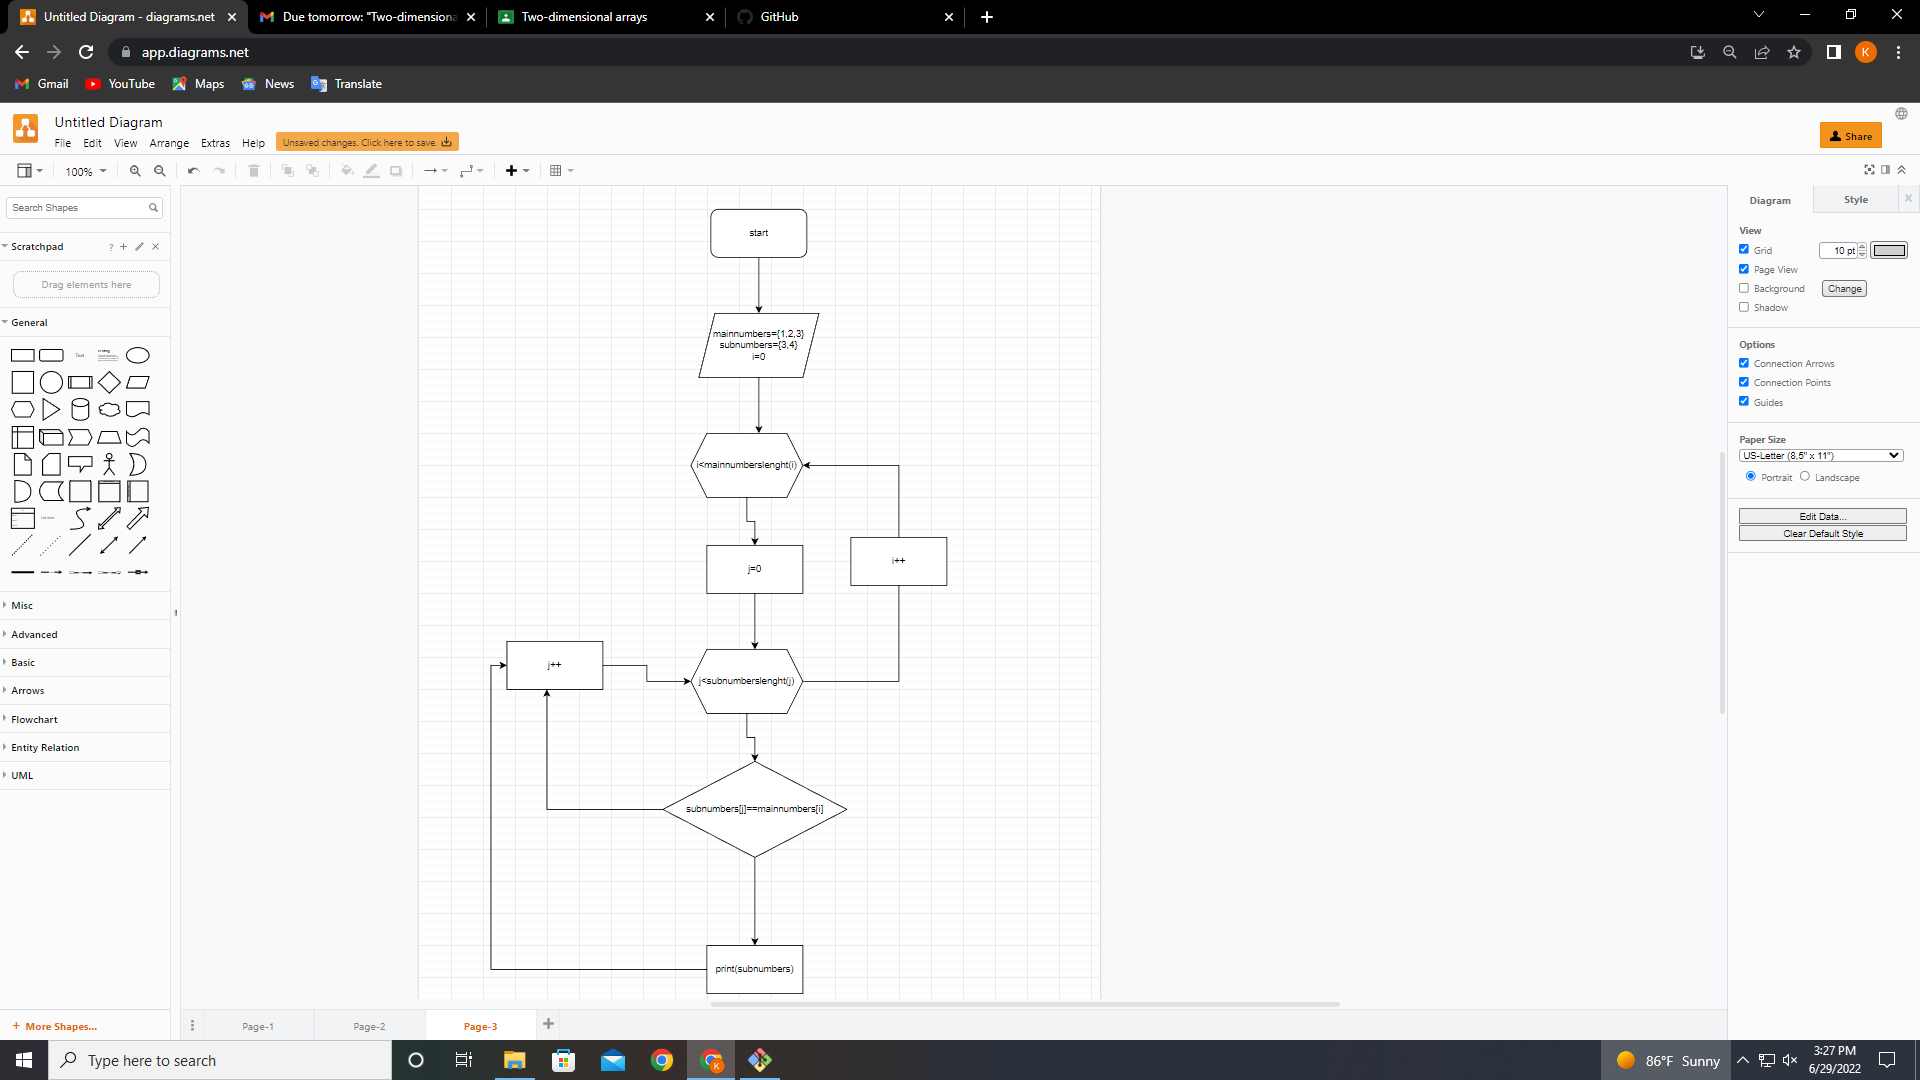 Untitled Diagram - diagrams.net
Due tomorrow: "Two-dimensiona
Two-dimensional arrays
GitHub
app.diagrams.net
K
Gmail
YouTube
Maps
News
Translate
Untitled Diagram
File Edit View Arrange Extras Help
Unsaved changes. Click here to save.
Share
100%
Search Shapes
Scratchpad
?
Drag elements here
General
Text
Misc
Advanced
Basic
Arrows
Flowchart
Entity Relation
UML
+ More Shapes...
start
mainnumbers={1,2,3}
subnumbers={3,4}
i=0
i<mainnumberslenght(i)
j=0
i++
j++
j<subnumberslenght(j)
subnumbers[j]==mainnumbers[i]
print(subnumbers)
Page-1
Page-2
Page-3
Diagram
Style
View
Grid
10 pt
Page View
Background
Change
Shadow
Options
Connection Arrows
Connection Points
Guides
Paper Size
US-Letter (8,5" x 11")
Portrait
Landscape
Edit Data...
Clear Default Style
Type here to search
K
86°F Sunny
3:27 PM
6/29/2022